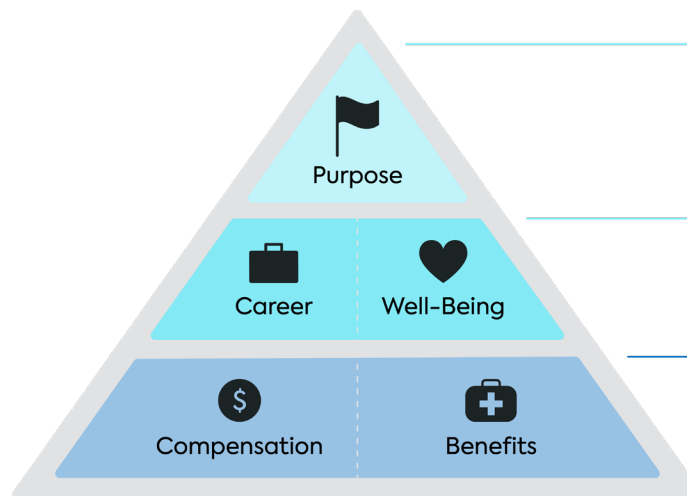 Purpose
Career
Well-Being
$
Compensation
Benefits